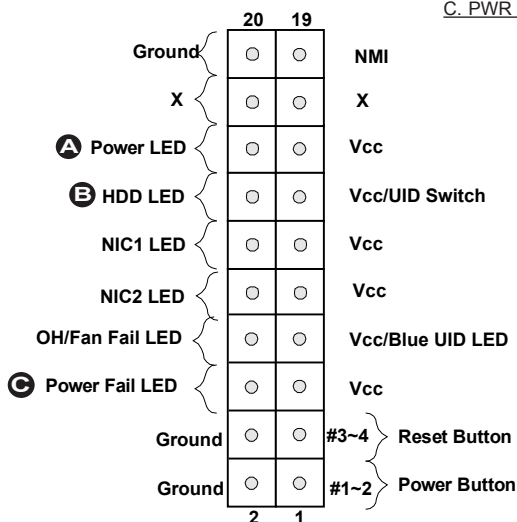 C. PWR
20 19
Ground NMI
X X
A Power LED Vcc
B HDD LED Vcc/UID Switch
NIC1 LED Vcc
NIC2 LED Vcc
OH/Fan Fail LED Vcc/Blue UID LED
C Power Fail LED Vcc
Ground #3~4 Reset Button
Ground #1~2 Power Button
2 1